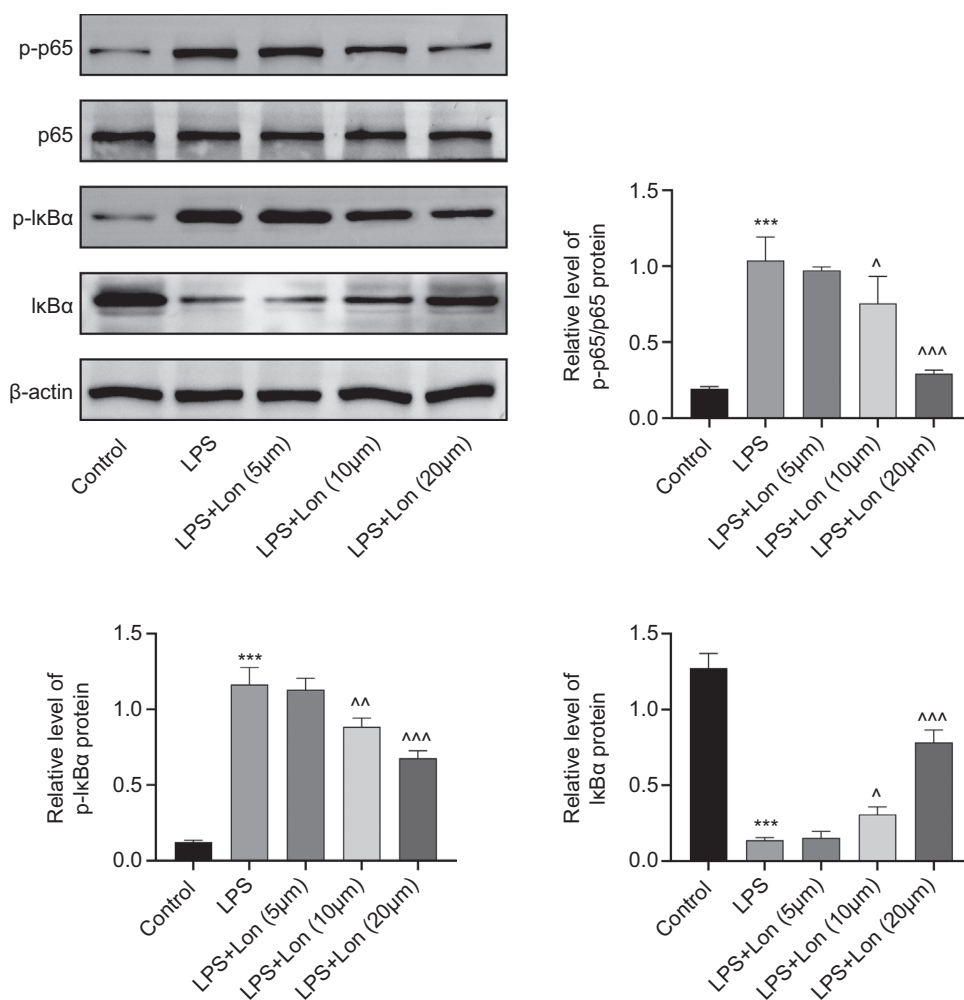 p-p65
p65
p-IκBα
IκBα
β-actin
Control
LPS
LPS+Lon (5μm)
LPS+Lon (10μm)
LPS+Lon (20μm)
Relative level of
p-p65/p65 protein
1.5
1.0
0.5
0.0
***
^
^^^
Control
LPS
LPS+Lon (5μm)
LPS+Lon (10μm)
LPS+Lon (20μm)
Relative level of
p-IκBα protein
1.5
1.0
0.5
0.0
***
^^
^^^
Control
LPS
LPS+Lon (5μm)
LPS+Lon (10μm)
LPS+Lon (20μm)
Relative level of
IκBα protein
1.5
1.0
0.5
0.0
***
^
^^^
Control
LPS
LPS+Lon (5μm)
LPS+Lon (10μm)
LPS+Lon (20μm)